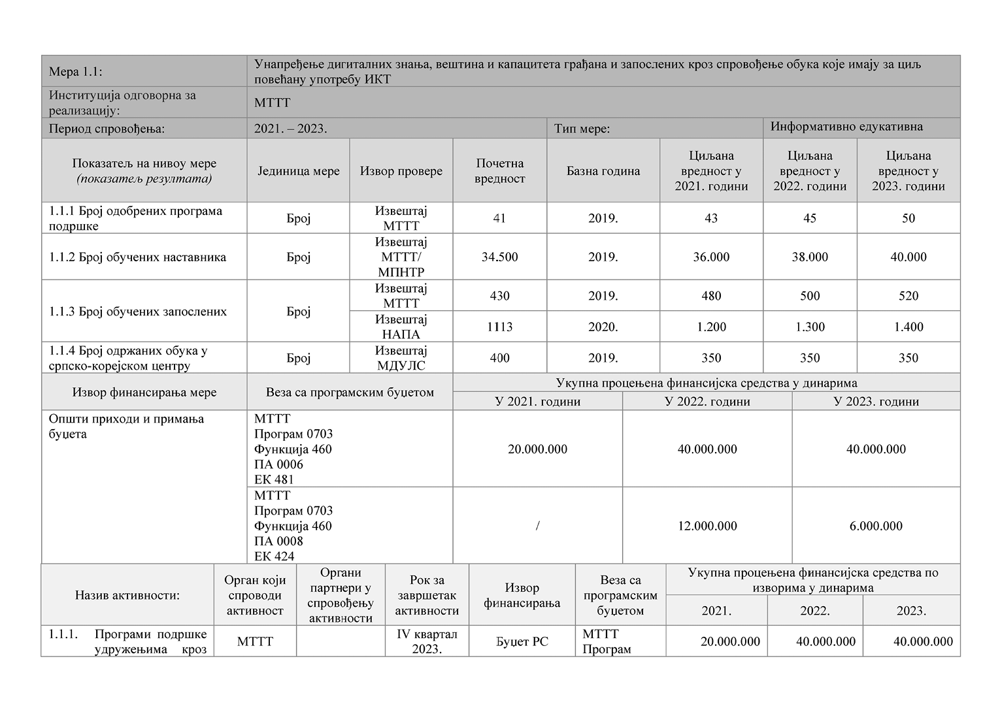 Мера 1.1:
Унапређење дигиталних знања, вештина и капацитета грађана и запослених кроз спровођење обука које имају за циљ
повећану употребу ИКТ
Институција одговорна за
реализацију:
МТТТ
Период спровођења:
2021. – 2023.
Тип мере:
Информативно едукативна
Показатељ на нивоу мере
(показатељ резултата)
Јединица мере
Извор провере
Почетна
вредност
Базна година
Циљана
вредност у
2021. години
Циљана
вредност у
2022. години
Циљана
вредност у
2023. години
1.1.1 Број одобрених програма
подршке
Број
Извештај
МТТТ
41
2019.
43
45
50
1.1.2 Број обучених наставника
Број
Извештај
МТТТ/
МПНТР
34.500
2019.
36.000
38.000
40.000
1.1.3 Број обучених запослених
Број
Извештај
МТТТ
430
2019.
480
500
520
Извештај
НАПА
1113
2020.
1.200
1.300
1.400
1.1.4 Број одржаних обука у
српско-корејском центру
Број
Извештај
МДУЛС
400
2019.
350
350
350
Извор финансирања мере
Веза са програмским буџетом
Укупна процењена финансијска средства у динарима
У 2021. години
У 2022. години
У 2023. години
Општи приходи и примања
буџета
МТТТ
Програм 0703
Функција 460
ПА 0006
ЕК 481
20.000.000
40.000.000
40.000.000
МТТТ
Програм 0703
Функција 460
ПА 0008
ЕК 424
/
12.000.000
6.000.000
Назив активности:
Орган који
спроводи
активност
Органи
партнери у
спровођењу
активности
Рок за
завршетак
активности
Извор
финансирања
Веза са
програмским
буџетом
Укупна процењена финансијска средства по
изворима у динарима
2021.
2022.
2023.
1.1.1. Програми подршке
удружењима кроз
МТТТ
IV квартал
2023.
Буџет РС
МТТТ
Програм
20.000.000
40.000.000
40.000.000